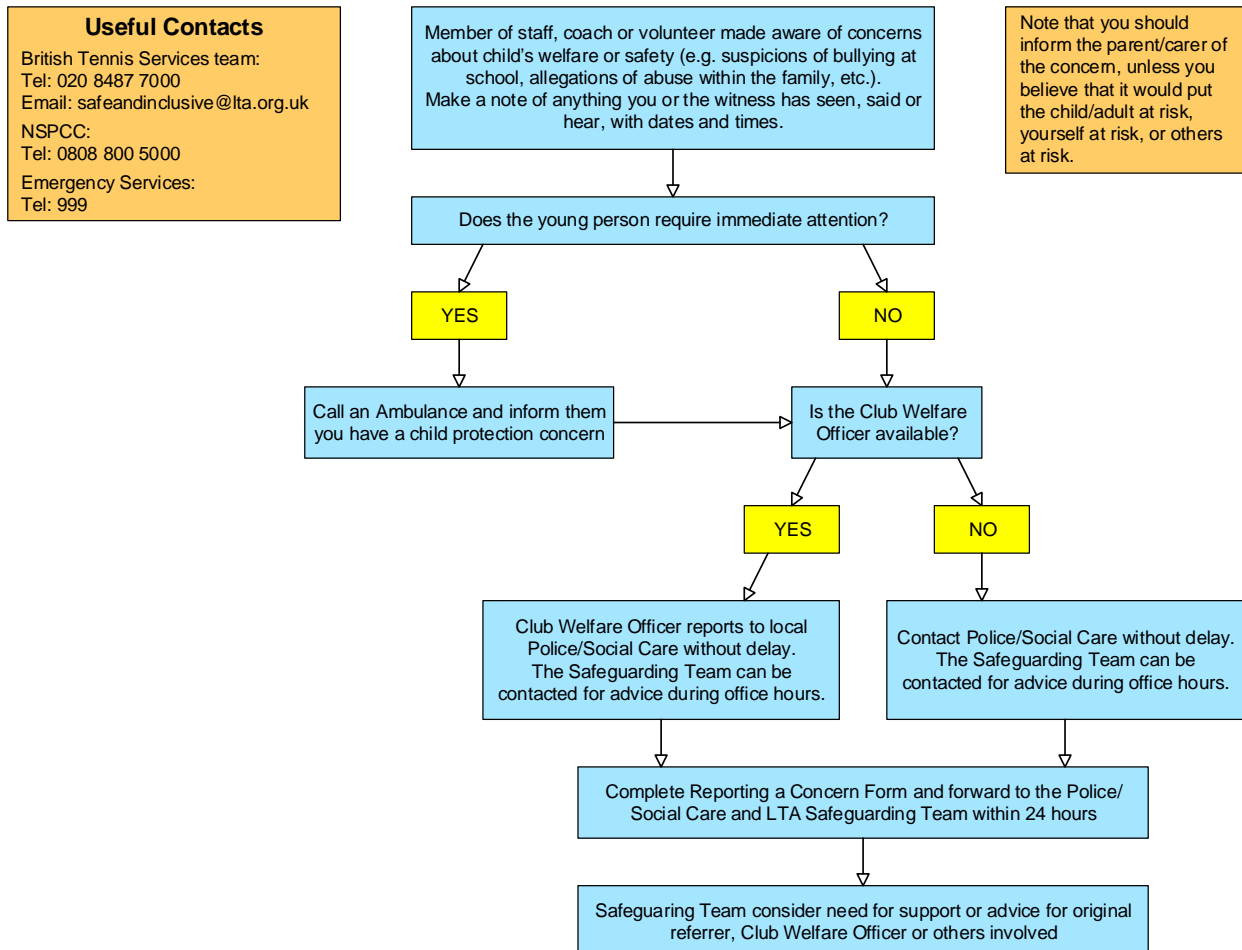 Useful Contacts
British Tennis Services team:
Tel: 020 8487 7000
Email: safeandinclusive@lta.org.uk
NSPCC:
Tel: 0808 800 5000
Emergency Services:
Tel: 999
Member of staff, coach or volunteer made aware of concerns
about child's welfare or safety (e.g. suspicions of bullying at
school, allegations of abuse within the family, etc.).
Make a note of anything you or the witness has seen, said or
hear, with dates and times.
Note that you should
inform the parent/carer of
the concern, unless you
believe that it would put
the child/adult at risk,
yourself at risk, or others
at risk.
Does the young person require immediate attention?
YES
NO
Call an Ambulance and inform them
you have a child protection concern
Is the Club Welfare
Officer available?
YES
NO
Club Welfare Officer reports to local
Police/Social Care without delay.
The Safeguarding Team can be
contacted for advice during office hours.
Contact Police/Social Care without delay.
The Safeguarding Team can be
contacted for advice during office hours.
Complete Reporting a Concern Form and forward to the Police/
Social Care and LTA Safeguarding Team within 24 hours
Safeguaring Team consider need for support or advice for original
referrer, Club Welfare Officer or others involved